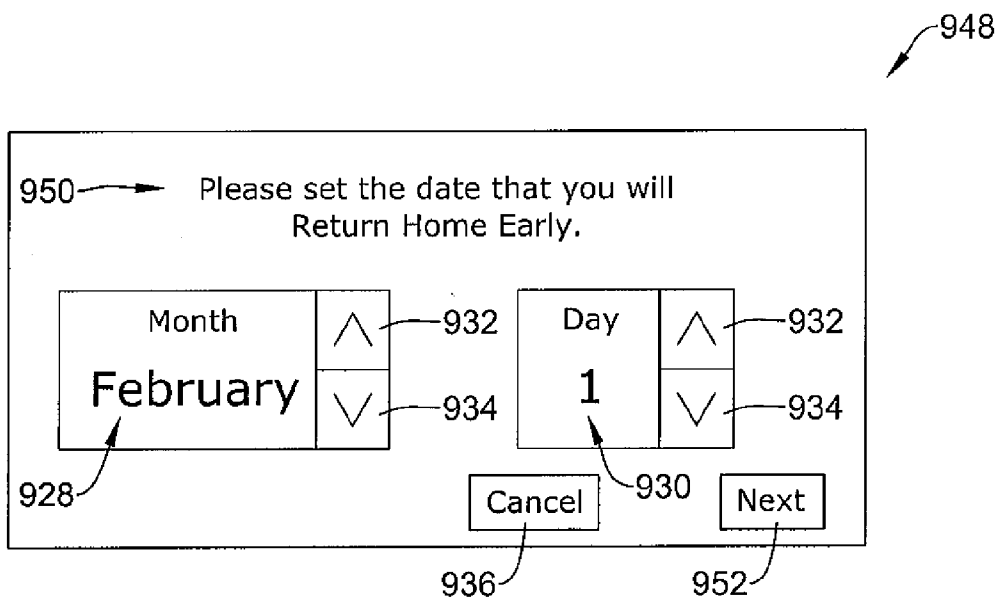 948
950
Please set the date that you will
Return Home Early.
Month
932
Day
932
February
934
1
934
928
Cancel
930
Next
936
952